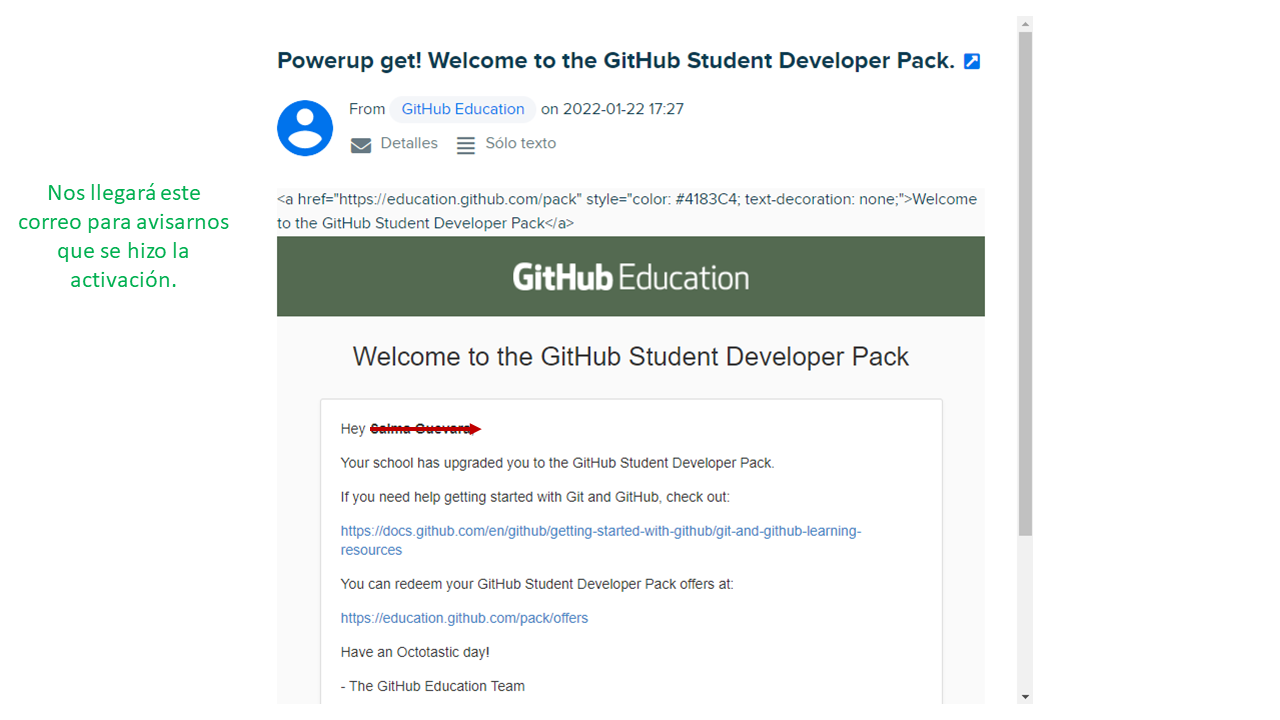 Powerup get! Welcome to the GitHub Student Developer Pack.
From GitHub Education on 2022-01-22 17:27
Detalles Sólo texto
Nos llegará este
correo para avisarnos
que se hizo la
activación.
<a href="https://education.github.com/pack" style="color: #4183C4; text-decoration: none;">Welcome
to the GitHub Student Developer Pack</a>
GitHub Education
Welcome to the GitHub Student Developer Pack
Hey
Your school has upgraded you to the GitHub Student Developer Pack.
If you need help getting started with Git and GitHub, check out:
https://docs.github.com/en/github/getting-started-with-github/git-and-github-learning-
resources
You can redeem your GitHub Student Developer Pack offers at:
https://education.github.com/pack/offers
Have an Octotastic day!
- The GitHub Education Team